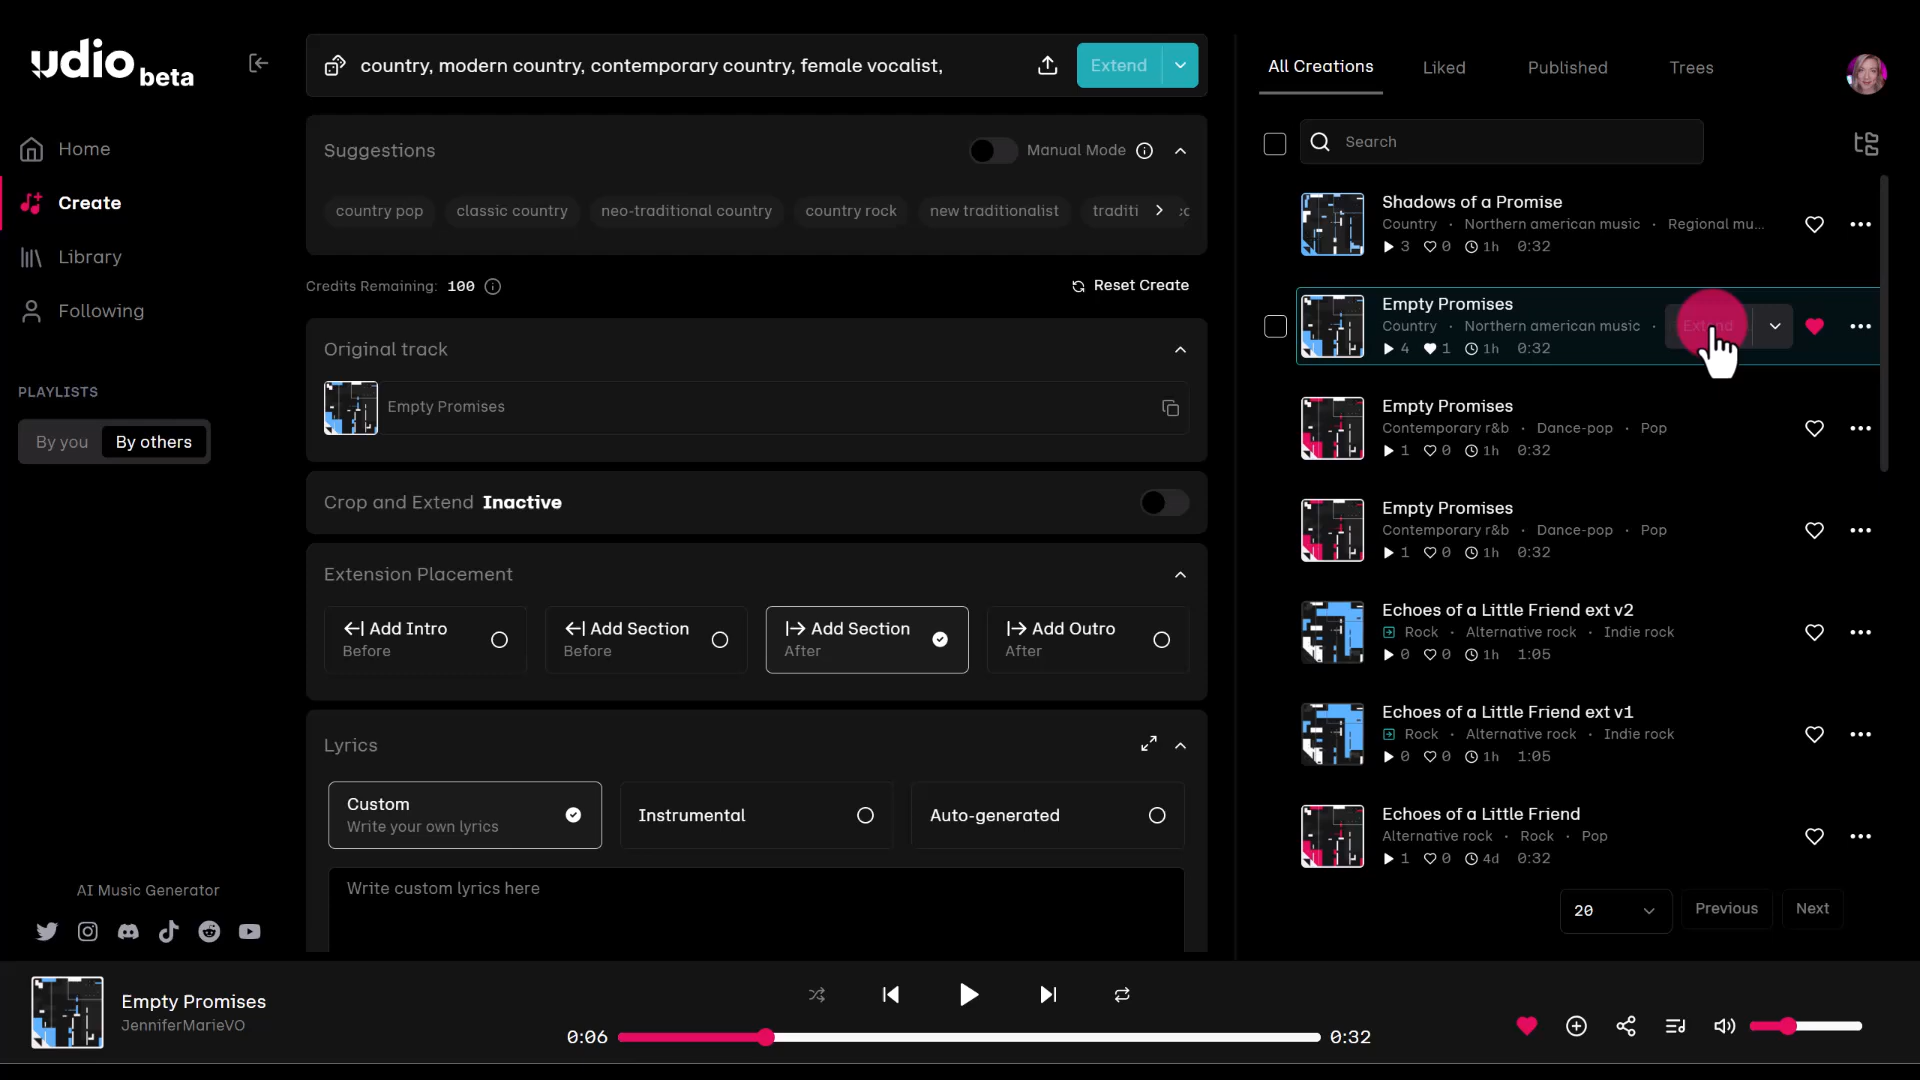 udio beta
Home
Create
Library
Following
PLAYLISTS
By you By others
AI Music Generator
country, modern country, contemporary country, female vocalist,
Extend
Suggestions
Manual Mode
country pop classic country neo-traditional country country rock new traditionalist traditi
Credits Remaining: 100
Reset Create
Original track
Empty Promises
Crop and Extend Inactive
Extension Placement
Add Intro
Before
Add Section
Before
Add Section
After
Add Outro
After
Lyrics
Custom
Write your own lyrics
Instrumental
Auto-generated
Write custom lyrics here
All Creations Liked Published Trees
Search
Shadows of a Promise
Country · Northern american music · Regional mu...
3 0 1h 0:32
Empty Promises
Country · Northern american music ·
Extend
4 1 1h 0:32
Empty Promises
Contemporary r&b · Dance-pop · Pop
1 0 1h 0:32
Empty Promises
Contemporary r&b · Dance-pop · Pop
1 0 1h 0:32
Echoes of a Little Friend ext v2
Rock · Alternative rock · Indie rock
0 0 1h 1:05
Echoes of a Little Friend ext v1
Rock · Alternative rock · Indie rock
0 0 1h 1:05
Echoes of a Little Friend
Alternative rock · Rock · Pop
1 0 4d 0:32
20 Previous Next
Empty Promises
JenniferMarieVO
0:06 0:32